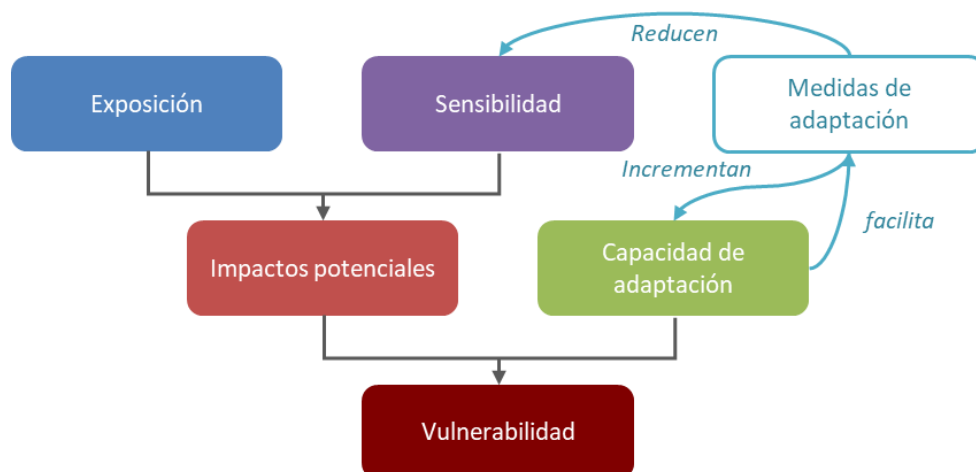 Reducen
Exposición
Sensibilidad
Medidas de
adaptación
Incrementan
facilita
Impactos potenciales
Capacidad de
adaptación
Vulnerabilidad